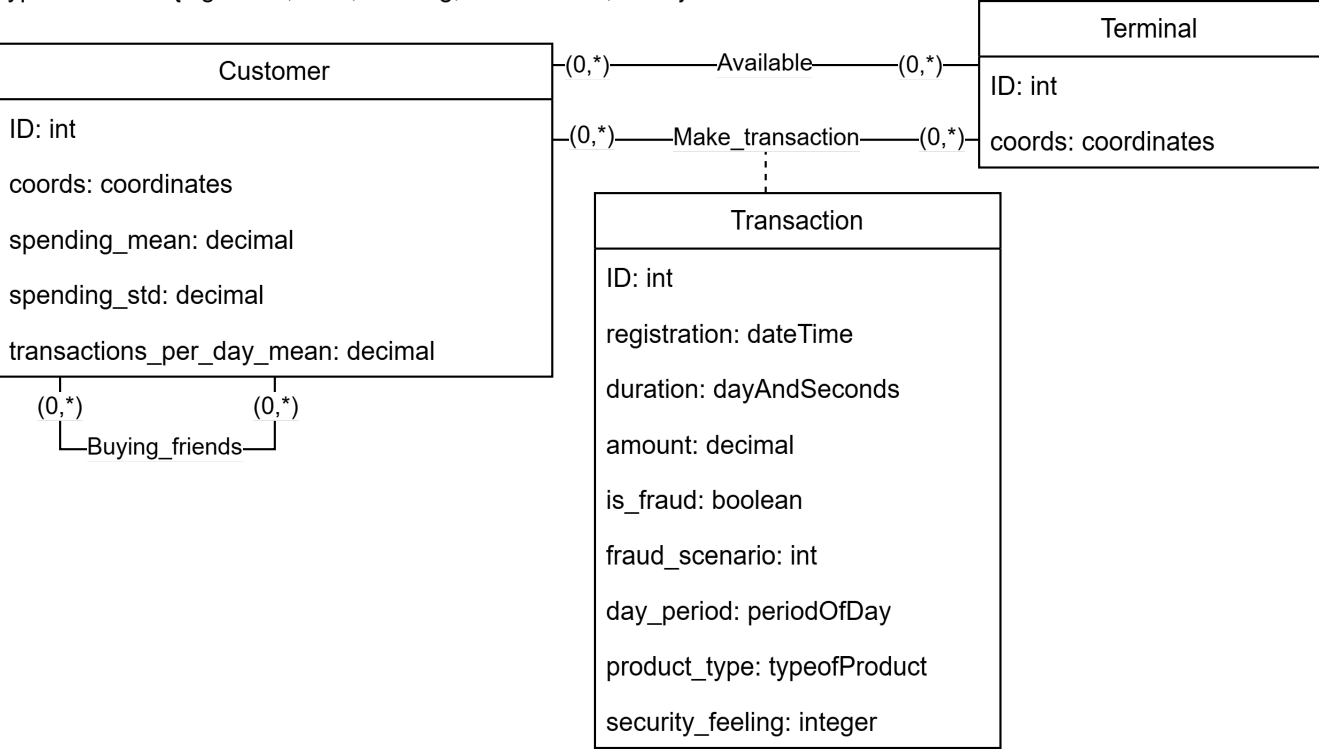 Terminal
Customer
(0,*)
Available
(0,*)
ID: int
ID: int
(0,*)
Make_transaction
(0,*)
coords: coordinates
coords: coordinates
Transaction
spending_mean: decimal
ID: int
spending_std: decimal
registration: dateTime
transactions_per_day_mean: decimal
duration: dayAndSeconds
(0,*)
(0,*)
Buying_friends
amount: decimal
is_fraud: boolean
fraud_scenario: int
day_period: periodOfDay
product_type: typeofProduct
security_feeling: integer